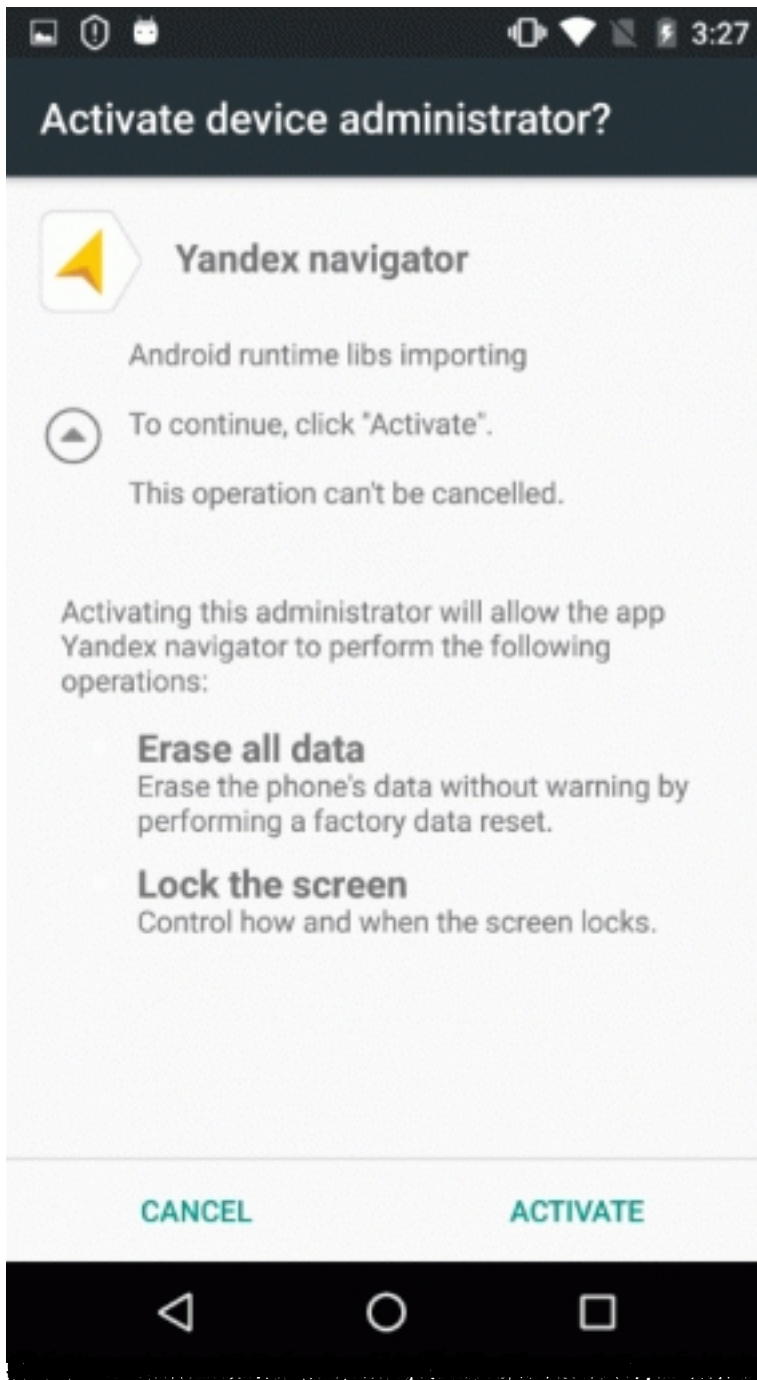 3:27
Activate device administrator?
Yandex navigator
Android runtime libs importing
To continue, click "Activate".
This operation can't be cancelled.
Activating this administrator will allow the app
Yandex navigator to perform the following
operations:
Erase all data
Erase the phone's data without warning by
performing a factory data reset.
Lock the screen
Control how and when the screen locks.
CANCEL ACTIVATE